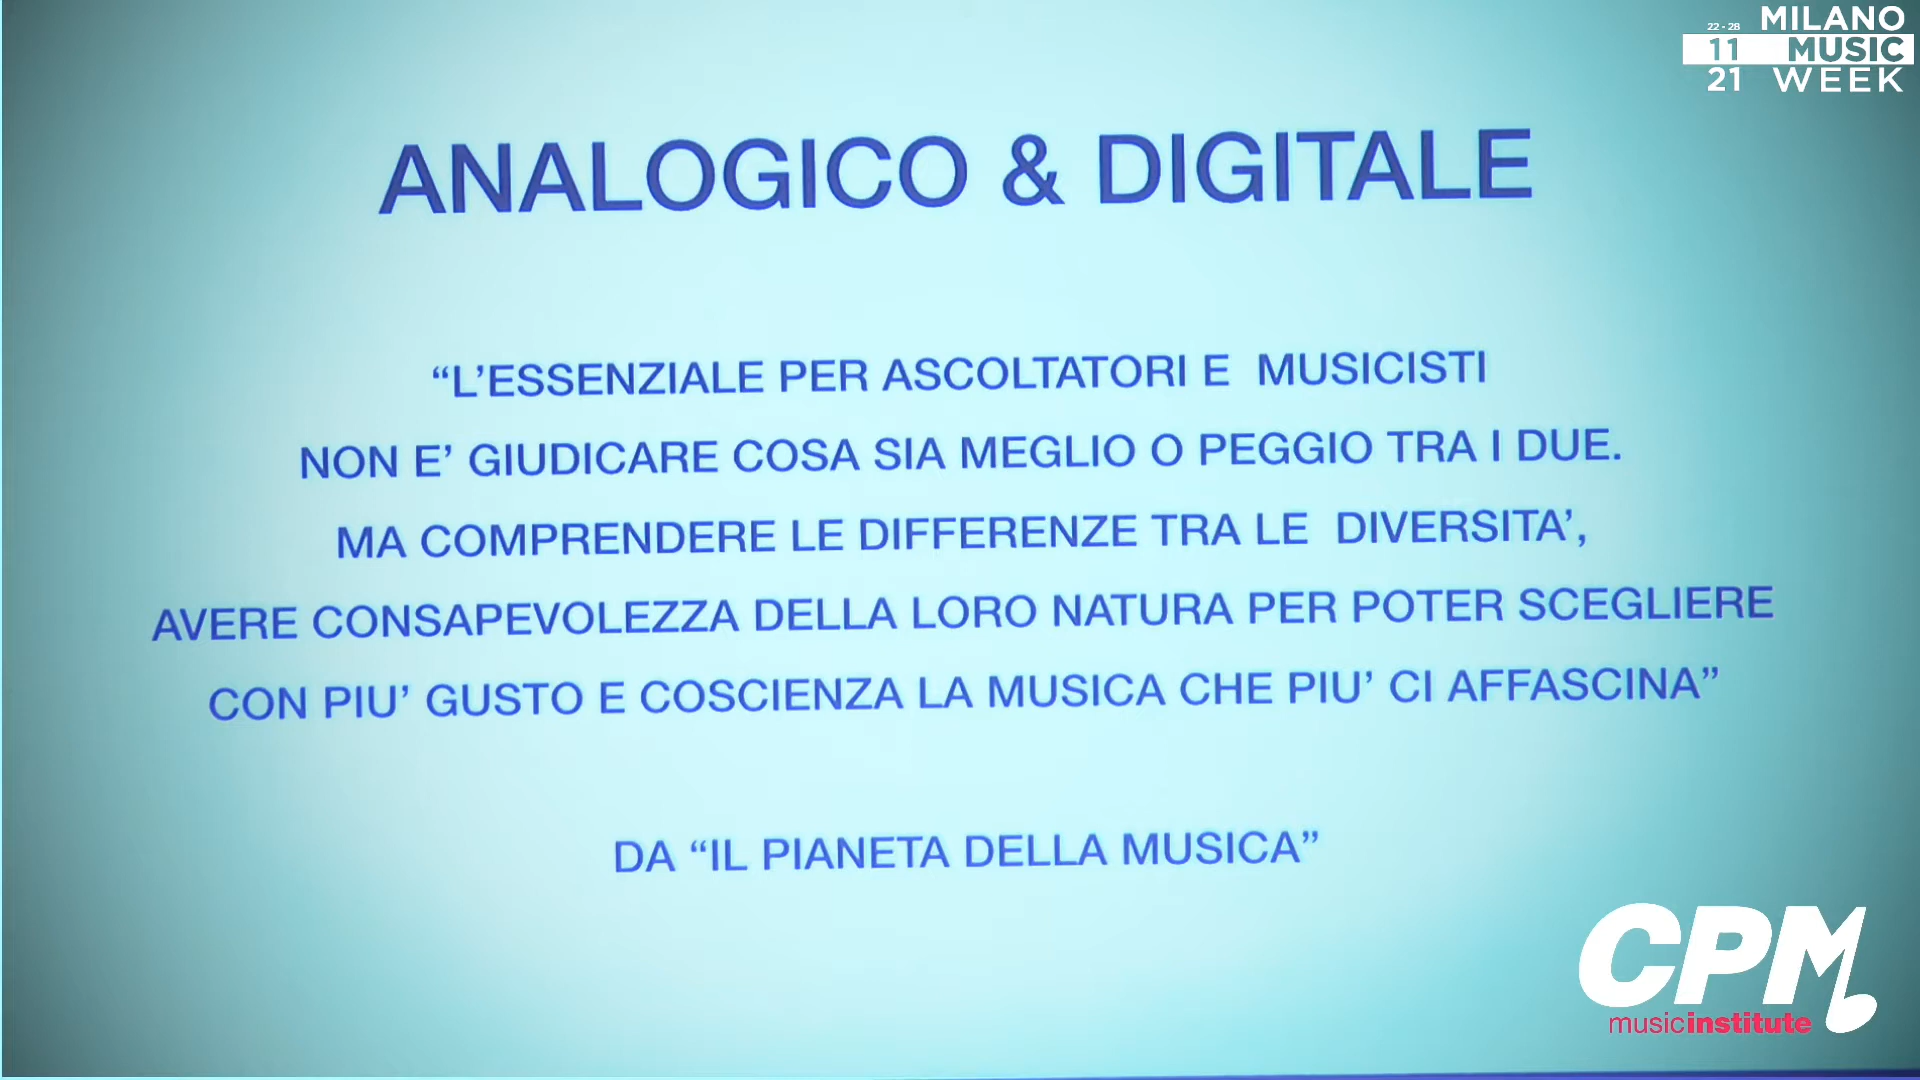 22 - 28 MILANO
11 MUSIC
21 WEEK
ANALOGICO & DIGITALE
“L’ESSENZIALE PER ASCOLTATORI E MUSICISTI
NON E’ GIUDICARE COSA SIA MEGLIO O PEGGIO TRA I DUE.
MA COMPRENDERE LE DIFFERENZE TRA LE DIVERSITA’,
AVERE CONSAPEVOLEZZA DELLA LORO NATURA PER POTER SCEGLIERE
CON PIU’ GUSTO E COSCIENZA LA MUSICA CHE PIU’ CI AFFASCINA”
DA “IL PIANETA DELLA MUSICA”
CPM
musicinstitute